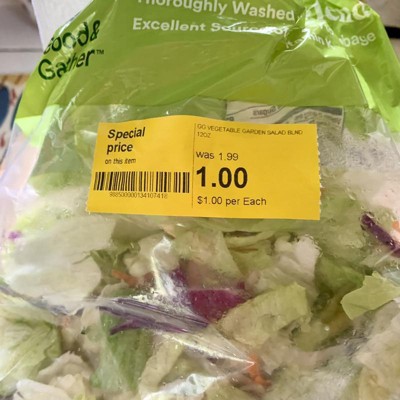 Thoroughly Washed
Excellent Source
Good &
Gather™
Special
price
on this item
GG VEGETABLE GARDEN SALAD BLND
12OZ
was 1.99
1.00
$1.00 per Each